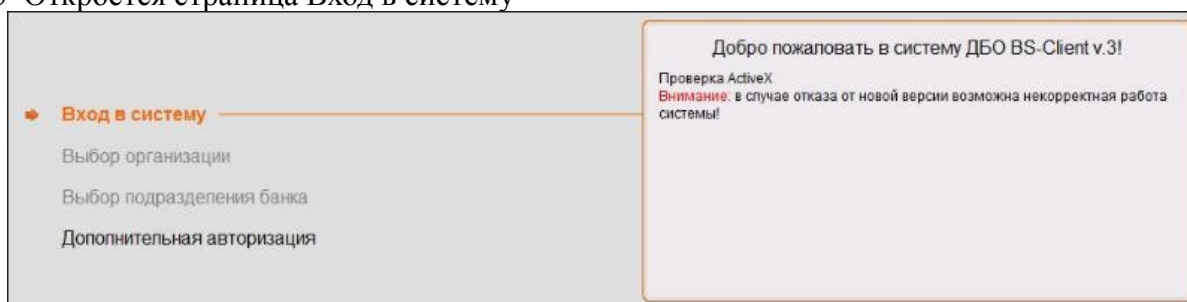 Откроется страница Вход в систему
Добро пожаловать в систему ДБО BS-Client v.3!
Проверка ActiveX
Внимание: в случае отказа от новой версии возможна некорректная работа
системы!
Вход в систему
Выбор организации
Выбор подразделения банка
Дополнительная авторизация